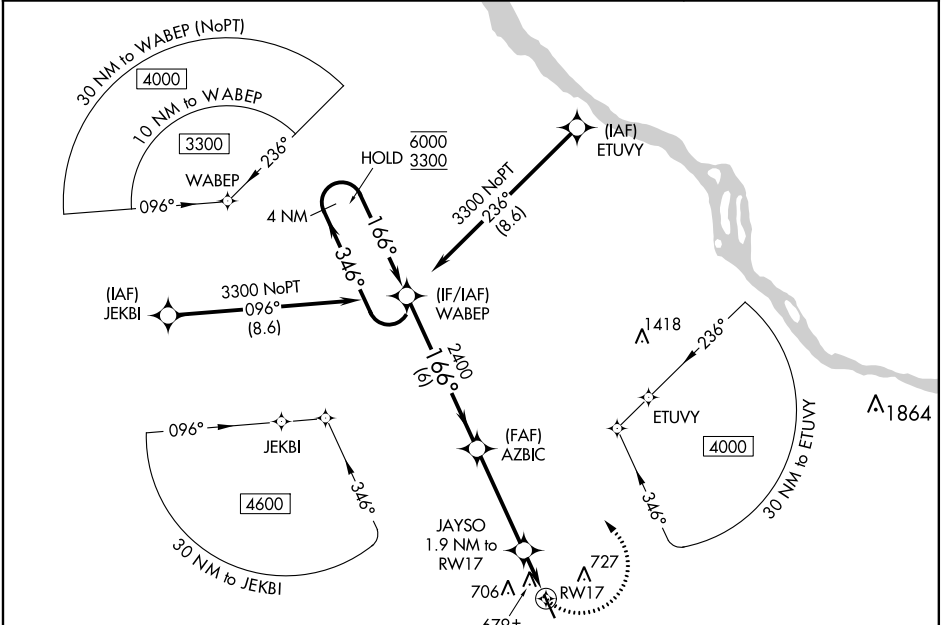 30 NM to WABEP (NoPT)
4000
10 NM to WABEP
3300
236°
WABEP
096°
HOLD
6000
3300
4 NM
166°
346°
(IAF)
ETUVY
3300 NoPT
236°
(8.6)
(IAF)
JEKBI
3300 NoPT
096°
(8.6)
(IF/IAF)
WABEP
2400
166°
(6)
1418
236°
ETUVY
4000
346°
30 NM to ETUVY
1864
096°
JEKBI
346°
4600
30 NM to JEKBI
(FAF)
AZBIC
JAYSO
1.9 NM to
RW17
706
727
RW17
679±